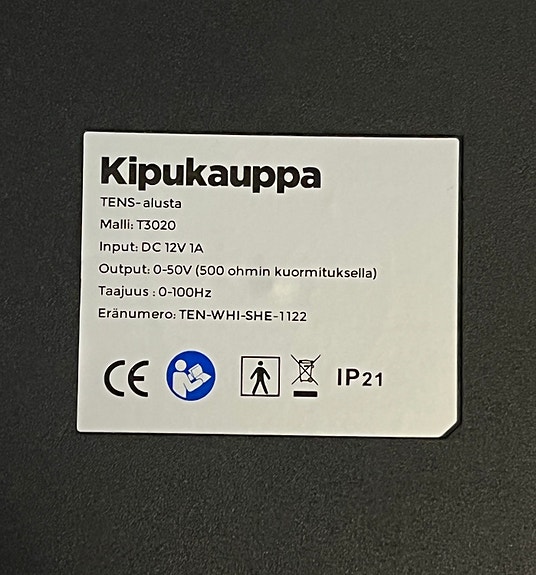 Kipukauppa
TENS-alusta
Malli: T3020
Input: DC 12V 1A
Output: 0-50V (500 ohmin kuormituksella)
Taajuus : 0-100Hz
Eränumero: TEN-WHI-SHE-1122
CE IP21